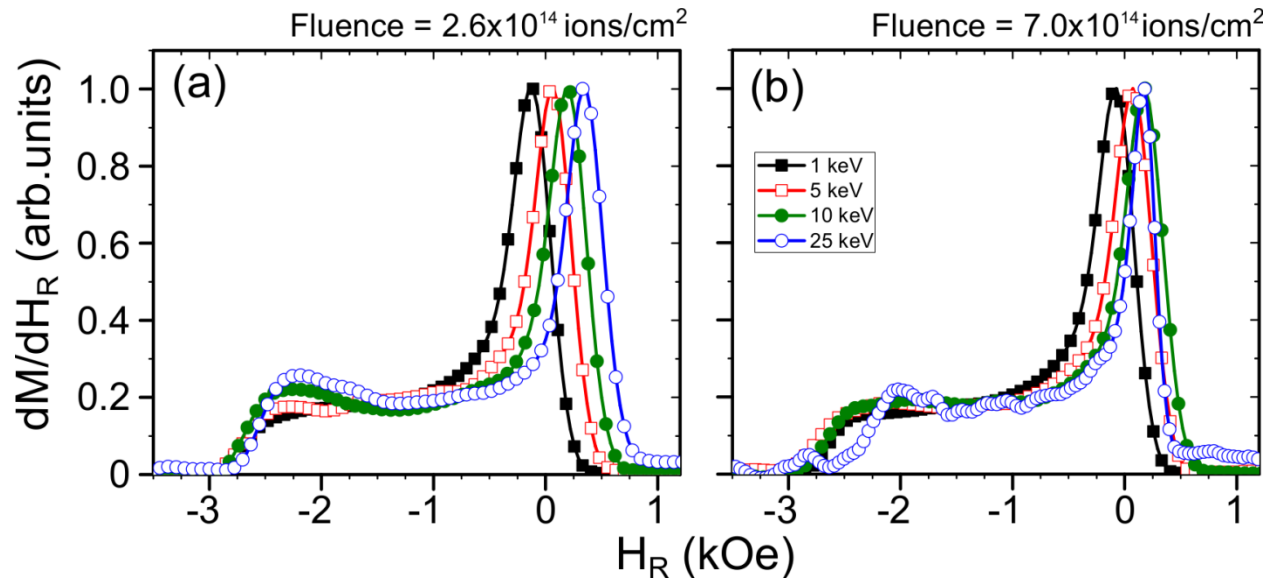 Fluence = 2.6x10¹⁴ ions/cm²
Fluence = 7.0x10¹⁴ ions/cm²
dM/dH_R (arb.units)
(a)
(b)
1.0
0.8
0.6
0.4
0.2
0
1 keV
5 keV
10 keV
25 keV
-3 -2 -1 0 1
-3 -2 -1 0 1
H_R (kOe)